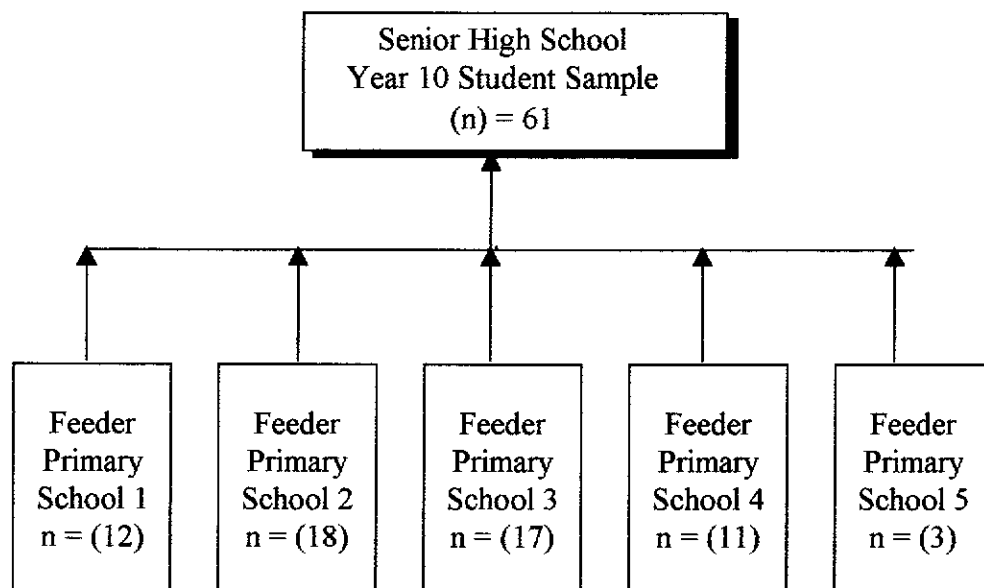 Senior High School
Year 10 Student Sample
(n) = 61
Feeder
Primary
School 1
n = (12)
Feeder
Primary
School 2
n = (18)
Feeder
Primary
School 3
n = (17)
Feeder
Primary
School 4
n = (11)
Feeder
Primary
School 5
n = (3)